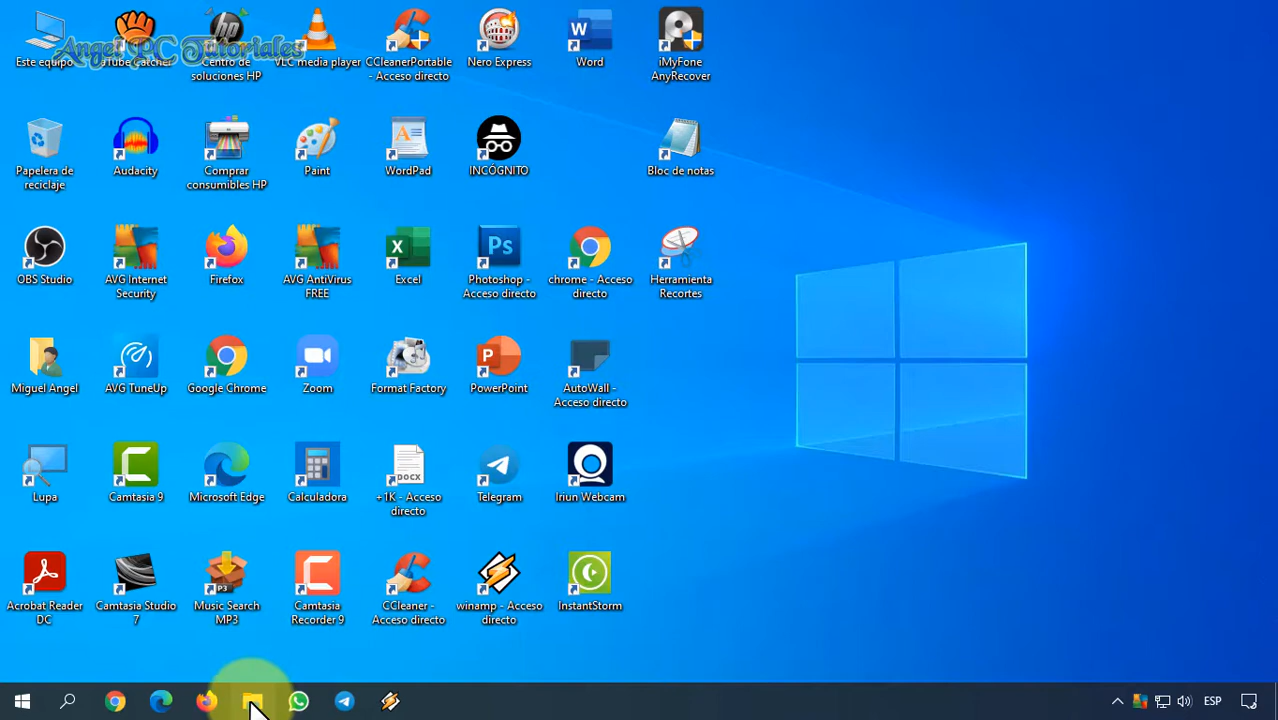 Angel PC Tutoriales
Este equipo
aTube Catcher
hp
Centro de
soluciones HP
VLC media player
CCleanerPortable
- Acceso directo
Nero Express
W
Word
iMyFone
AnyRecover
Papelera de
reciclaje
Audacity
Comprar
consumibles HP
Paint
A
WordPad
INCÓGNITO
Bloc de notas
OBS Studio
AVG Internet
Security
Firefox
AVG AntiVirus
FREE
X
Excel
Ps
Photoshop -
Acceso directo
chrome - Acceso
directo
Herramienta
Recortes
Miguel Angel
AVG TuneUp
Google Chrome
Zoom
Format Factory
P
PowerPoint
AutoWall -
Acceso directo
Lupa
C
Camtasia 9
Microsoft Edge
Calculadora
DOCX
+1K - Acceso
directo
Telegram
Iriun Webcam
Acrobat Reader
DC
Camtasia Studio
7
P3
Music Search
MP3
C
Camtasia
Recorder 9
CCleaner -
Acceso directo
winamp - Acceso
directo
InstantStorm
ESP